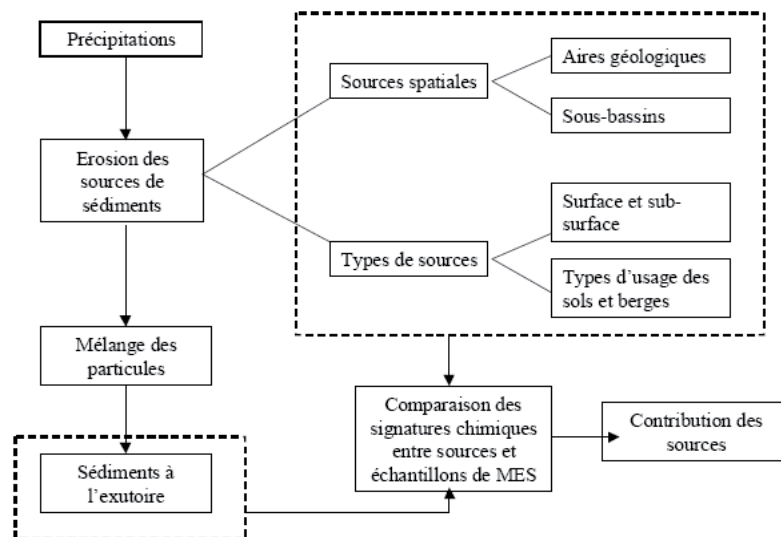 Précipitations
Erosion des
sources de
sédiments
Mélange des
particules
Sédiments à
l'exutoire
Sources spatiales
Aires géologiques
Sous-bassins
Types de sources
Surface et sub-
surface
Types d'usage des
sols et berges
Comparaison des
signatures chimiques
entre sources et
échantillons de MES
Contribution des
sources